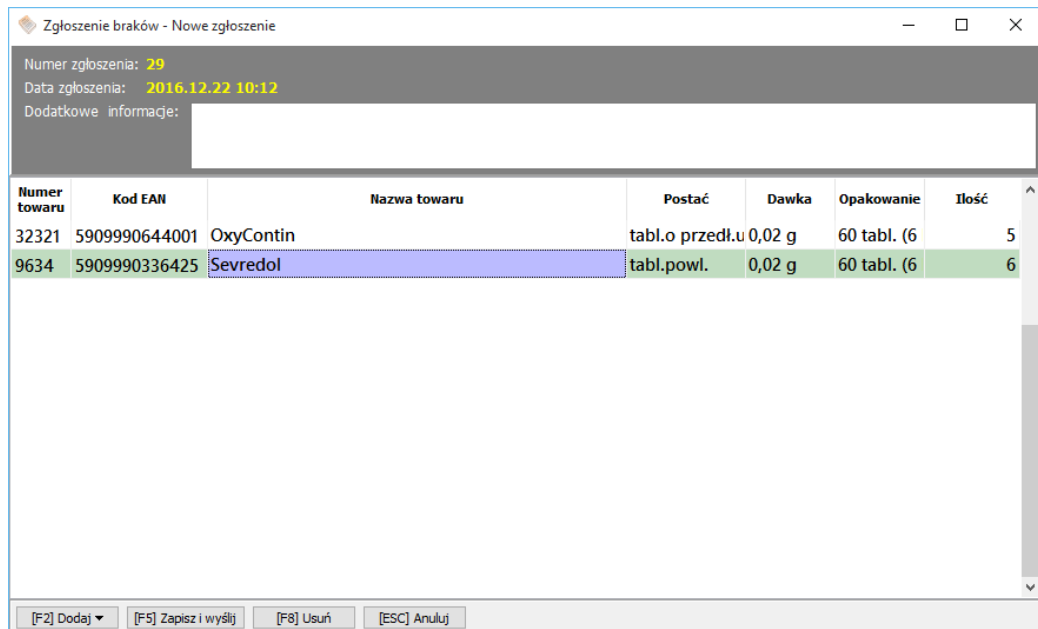 Zgłoszenie braków - Nowe zgłoszenie
Numer zgłoszenia: 29
Data zgłoszenia: 2016.12.22 10:12
Dodatkowe informacje:
Numer towaru Kod EAN Nazwa towaru Postać Dawka Opakowanie Ilość
32321 5909990644001 OxyContin tabl.o przedł.u 0,02 g 60 tabl. (6 5
9634 5909990336425 Sevredol tabl.powl. 0,02 g 60 tabl. (6 6
[F2] Dodaj [F5] Zapisz i wyślij [F8] Usuń [ESC] Anuluj